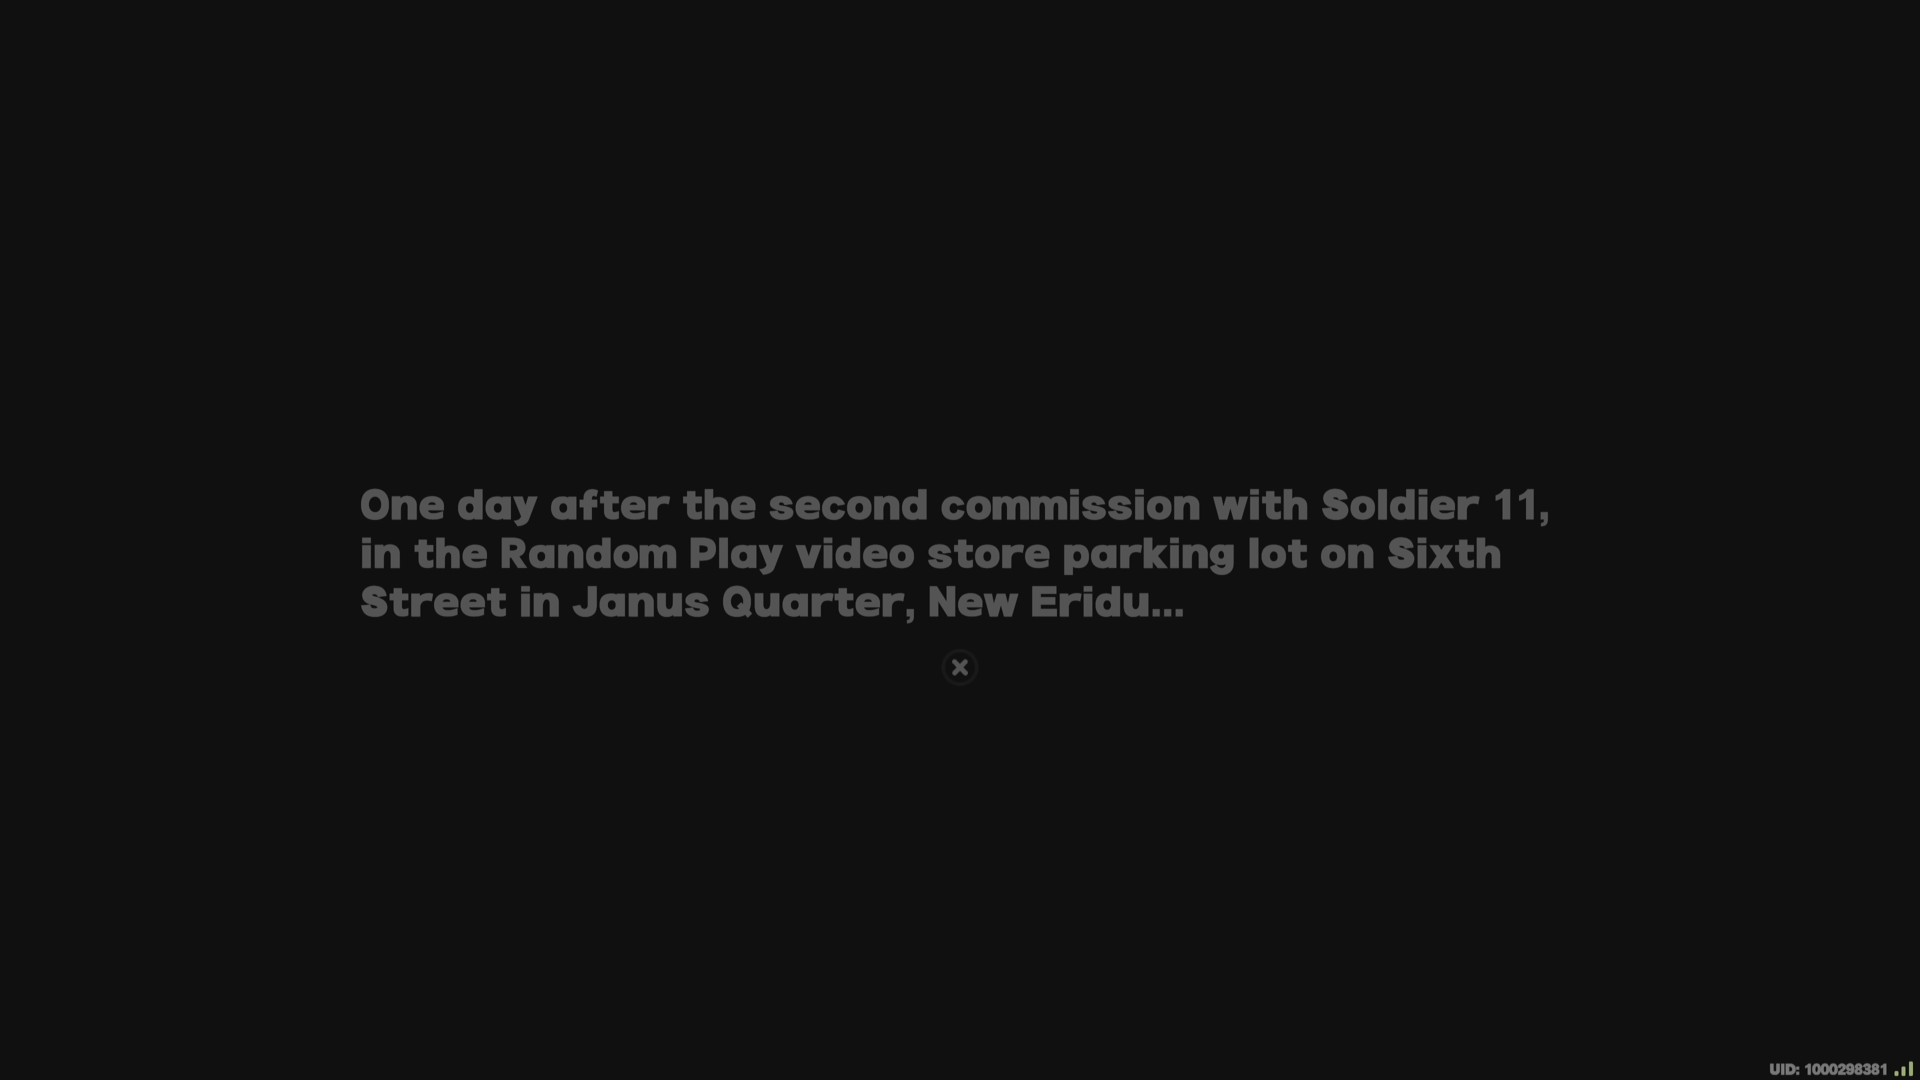 One day after the second commission with Soldier 11,
in the Random Play video store parking lot on Sixth
Street in Janus Quarter, New Eridu...
UID: 1000298381